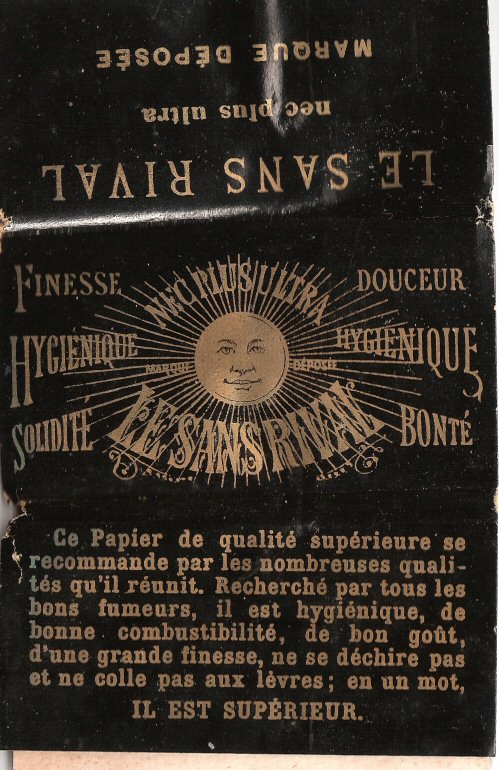 LE SANS RIVAL
nec plus ultra
MARQUE DÉPOSÉE
FINESSE
HYGIÉNIQUE
SOLIDITÉ
NEC PLUS ULTRA
MARQUE DÉPOSÉE
LE SANS RIVAL
DOUCEUR
HYGIÉNIQUE
BONTÉ
Ce Papier de qualité supérieure se
recommande par les nombreuses quali-
tés qu'il réunit. Recherché par tous les
bons fumeurs, il est hygiénique, de
bonne combustibilité, de bon goût,
d'une grande finesse, ne se déchire pas
et ne colle pas aux lèvres; en un mot,
IL EST SUPÉRIEUR.